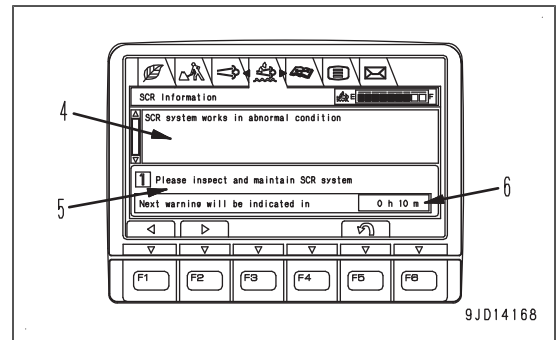 SCR Information
E F
4
SCR system works in abnormal condition
1 Please inspect and maintain SCR system
5
6
Next warning will be indicated in 0 h 10 m
F1 F2 F3 F4 F5 F6
9JD14168